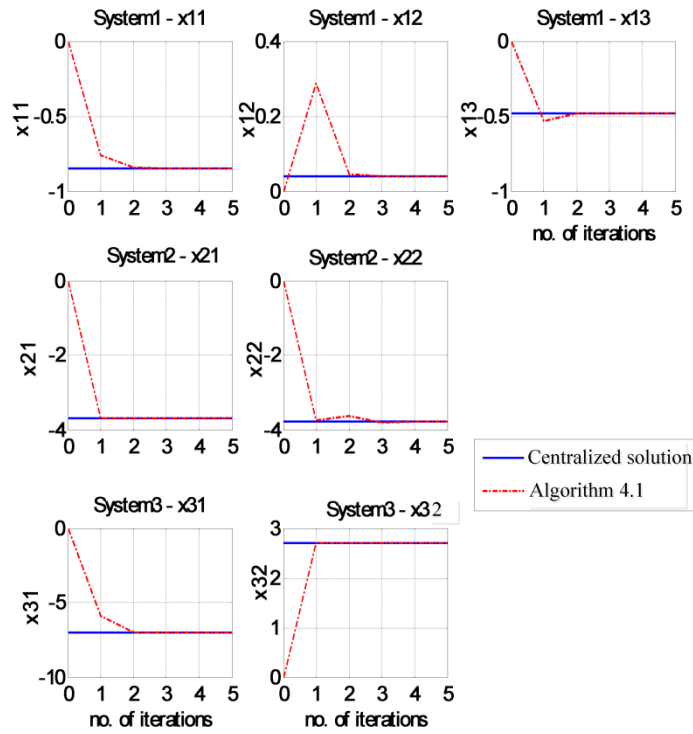 System1 - x11
System1 - x12
System1 - x13
0
-0.5
-1
x11
0 1 2 3 4 5
0.4
0.2
0
x12
0 1 2 3 4 5
0
-0.5
-1
x13
0 1 2 3 4 5
no. of iterations
System2 - x21
System2 - x22
0
-2
-4
x21
0 1 2 3 4 5
0
-2
-4
x22
0 1 2 3 4 5
Centralized solution
Algorithm 4.1
System3 - x31
System3 - x32
0
-5
-10
x31
0 1 2 3 4 5
no. of iterations
3
2
1
0
x32
0 1 2 3 4 5
no. of iterations